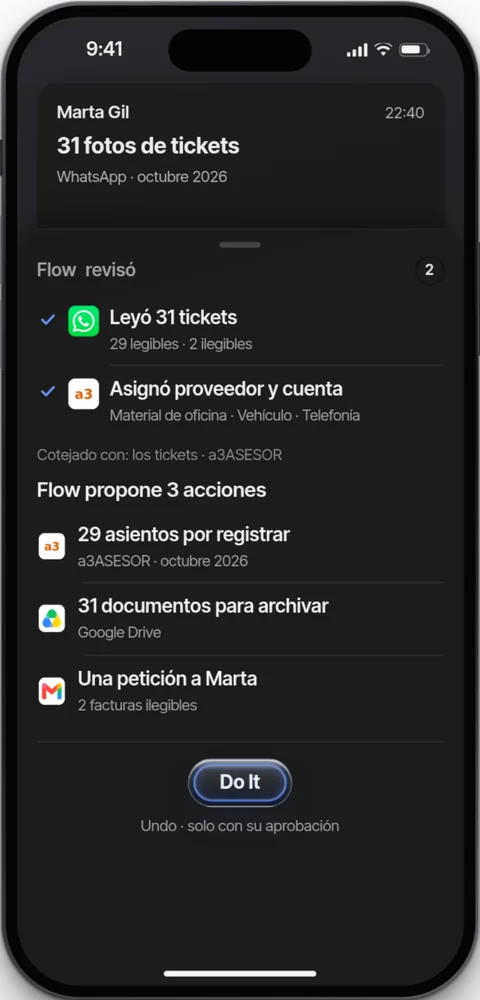 9:41
Marta Gil 22:40
31 fotos de tickets
WhatsApp · octubre 2026
Flow revisó 2
Leyó 31 tickets
29 legibles · 2 ilegibles
a3 Asignó proveedor y cuenta
Material de oficina · Vehículo · Telefonía
Cotejado con: los tickets · a3ASESOR
Flow propone 3 acciones
a3 29 asientos por registrar
a3ASESOR · octubre 2026
31 documentos para archivar
Google Drive
Una petición a Marta
2 facturas ilegibles
Do It
Undo · solo con su aprobación